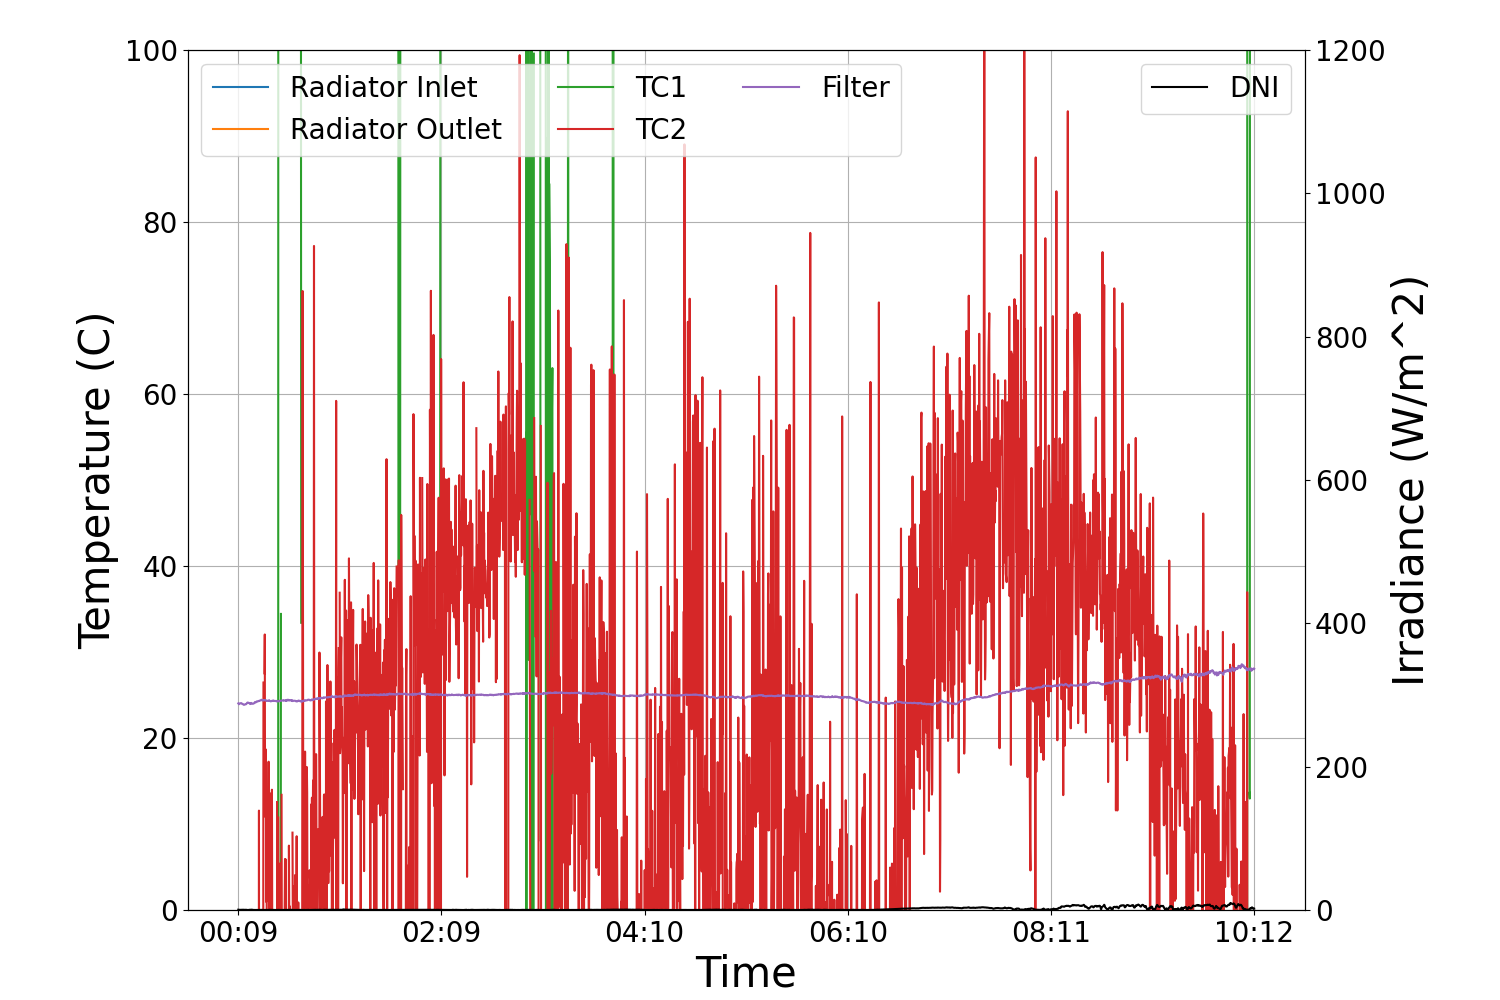 100
80
60
40
20
0
Temperature (C)
Radiator Inlet
Radiator Outlet
TC1
TC2
Filter
DNI
1200
1000
800
600
400
200
0
Irradiance (W/m^2)
00:09
02:09
04:10
06:10
08:11
10:12
Time